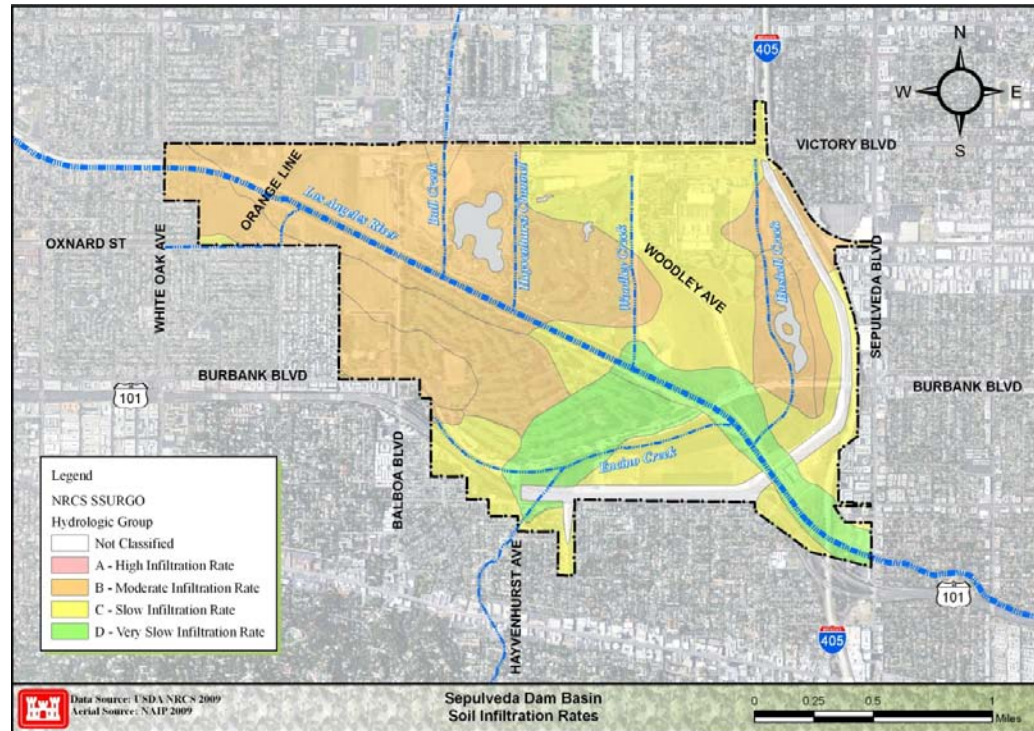 405
N
W
E
S
VICTORY BLVD
ORANGE LINE
Los Angeles River
Bull Creek
Hayvenhurst Channel
Woodley Creek
WOODLEY AVE
Haskell Creek
OXNARD ST
WHITE OAK AVE
SEPULVEDA BLVD
BURBANK BLVD
101
BURBANK BLVD
BALBOA BLVD
Encino Creek
HAYVENHURST AVE
101
405
Legend
NRCS SSURGO
Hydrologic Group
Not Classified
A - High Infiltration Rate
B - Moderate Infiltration Rate
C - Slow Infiltration Rate
D - Very Slow Infiltration Rate
Data Source: USDA NRCS 2009
Aerial Source: NAIP 2009
Sepulveda Dam Basin
Soil Infiltration Rates
0 0.25 0.5 1
Miles